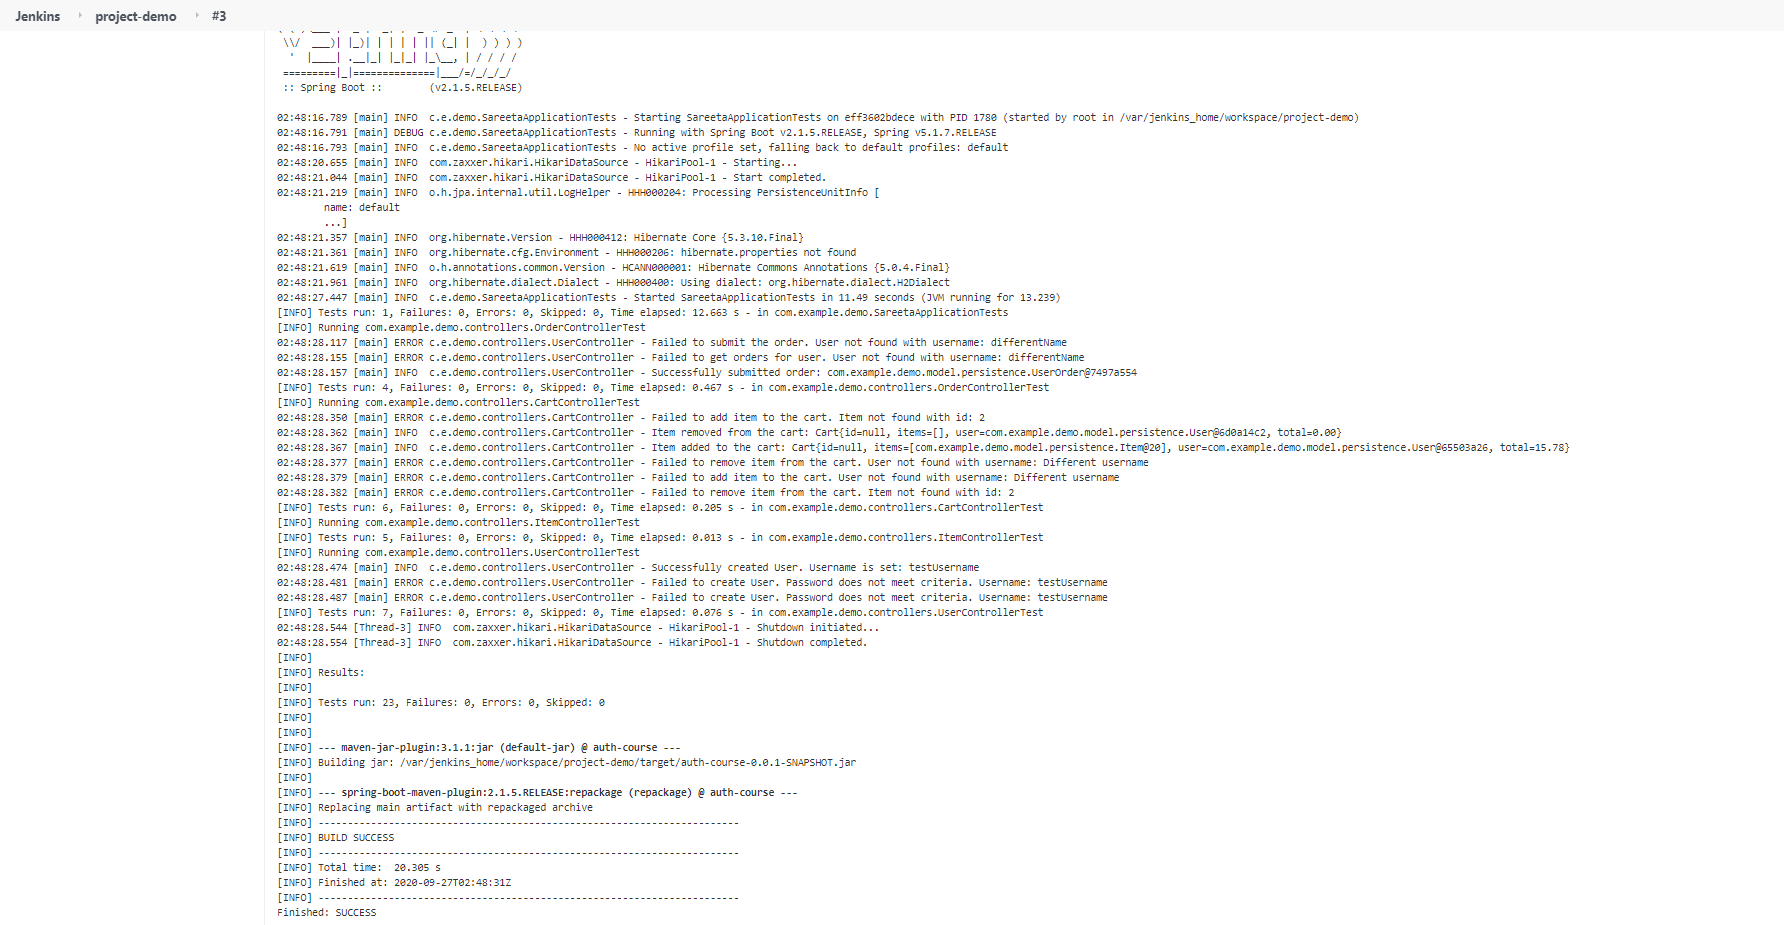 Jenkins › project-demo › #3
 \\/  ___)| |_)| | | | | || (_| |  ) ) ) )
  '  |____| .__|_| |_|_| |_\__, | / / / /
 =========|_|==============|___/=/_/_/_/
 :: Spring Boot ::        (v2.1.5.RELEASE)
02:48:16.789 [main] INFO  c.e.demo.SareetaApplicationTests - Starting SareetaApplicationTests on eff3602bdece with PID 1780 (started by root in /var/jenkins_home/workspace/project-demo)
02:48:16.791 [main] DEBUG c.e.demo.SareetaApplicationTests - Running with Spring Boot v2.1.5.RELEASE, Spring v5.1.7.RELEASE
02:48:16.793 [main] INFO  c.e.demo.SareetaApplicationTests - No active profile set, falling back to default profiles: default
02:48:20.655 [main] INFO  com.zaxxer.hikari.HikariDataSource - HikariPool-1 - Starting...
02:48:21.044 [main] INFO  com.zaxxer.hikari.HikariDataSource - HikariPool-1 - Start completed.
02:48:21.219 [main] INFO  o.h.jpa.internal.util.LogHelper - HHH000204: Processing PersistenceUnitInfo [
	name: default
	...]
02:48:21.357 [main] INFO  org.hibernate.Version - HHH000412: Hibernate Core {5.3.10.Final}
02:48:21.361 [main] INFO  org.hibernate.cfg.Environment - HHH000206: hibernate.properties not found
02:48:21.619 [main] INFO  o.h.annotations.common.Version - HCANN000001: Hibernate Commons Annotations {5.0.4.Final}
02:48:21.961 [main] INFO  org.hibernate.dialect.Dialect - HHH000400: Using dialect: org.hibernate.dialect.H2Dialect
02:48:27.447 [main] INFO  c.e.demo.SareetaApplicationTests - Started SareetaApplicationTests in 11.49 seconds (JVM running for 13.239)
[INFO] Tests run: 1, Failures: 0, Errors: 0, Skipped: 0, Time elapsed: 12.663 s - in com.example.demo.SareetaApplicationTests
[INFO] Running com.example.demo.controllers.OrderControllerTest
02:48:28.117 [main] ERROR c.e.demo.controllers.UserController - Failed to submit the order. User not found with username: differentName
02:48:28.155 [main] ERROR c.e.demo.controllers.UserController - Failed to get orders for user. User not found with username: differentName
02:48:28.157 [main] INFO  c.e.demo.controllers.UserController - Successfully submitted order: com.example.demo.model.persistence.UserOrder@7497a554
[INFO] Tests run: 4, Failures: 0, Errors: 0, Skipped: 0, Time elapsed: 0.467 s - in com.example.demo.controllers.OrderControllerTest
[INFO] Running com.example.demo.controllers.CartControllerTest
02:48:28.350 [main] ERROR c.e.demo.controllers.CartController - Failed to add item to the cart. Item not found with id: 2
02:48:28.362 [main] INFO  c.e.demo.controllers.CartController - Item removed from the cart: Cart{id=null, items=[], user=com.example.demo.model.persistence.User@6d0a14c2, total=0.00}
02:48:28.367 [main] INFO  c.e.demo.controllers.CartController - Item added to the cart: Cart{id=null, items=[com.example.demo.model.persistence.Item@20], user=com.example.demo.model.persistence.User@65503a26, total=15.78}
02:48:28.377 [main] ERROR c.e.demo.controllers.CartController - Failed to remove item from the cart. User not found with username: Different username
02:48:28.379 [main] ERROR c.e.demo.controllers.CartController - Failed to add item to the cart. User not found with username: Different username
02:48:28.382 [main] ERROR c.e.demo.controllers.CartController - Failed to remove item from the cart. Item not found with id: 2
[INFO] Tests run: 6, Failures: 0, Errors: 0, Skipped: 0, Time elapsed: 0.205 s - in com.example.demo.controllers.CartControllerTest
[INFO] Running com.example.demo.controllers.ItemControllerTest
[INFO] Tests run: 5, Failures: 0, Errors: 0, Skipped: 0, Time elapsed: 0.013 s - in com.example.demo.controllers.ItemControllerTest
[INFO] Running com.example.demo.controllers.UserControllerTest
02:48:28.474 [main] INFO  c.e.demo.controllers.UserController - Successfully created User. Username is set: testUsername
02:48:28.481 [main] ERROR c.e.demo.controllers.UserController - Failed to create User. Password does not meet criteria. Username: testUsername
02:48:28.487 [main] ERROR c.e.demo.controllers.UserController - Failed to create User. Password does not meet criteria. Username: testUsername
[INFO] Tests run: 7, Failures: 0, Errors: 0, Skipped: 0, Time elapsed: 0.076 s - in com.example.demo.controllers.UserControllerTest
02:48:28.544 [Thread-3] INFO  com.zaxxer.hikari.HikariDataSource - HikariPool-1 - Shutdown initiated...
02:48:28.554 [Thread-3] INFO  com.zaxxer.hikari.HikariDataSource - HikariPool-1 - Shutdown completed.
[INFO]
[INFO] Results:
[INFO]
[INFO] Tests run: 23, Failures: 0, Errors: 0, Skipped: 0
[INFO]
[INFO]
[INFO] --- maven-jar-plugin:3.1.1:jar (default-jar) @ auth-course ---
[INFO] Building jar: /var/jenkins_home/workspace/project-demo/target/auth-course-0.0.1-SNAPSHOT.jar
[INFO]
[INFO] --- spring-boot-maven-plugin:2.1.5.RELEASE:repackage (repackage) @ auth-course ---
[INFO] Replacing main artifact with repackaged archive
[INFO] ------------------------------------------------------------------------
[INFO] BUILD SUCCESS
[INFO] ------------------------------------------------------------------------
[INFO] Total time:  20.305 s
[INFO] Finished at: 2020-09-27T02:48:31Z
[INFO] ------------------------------------------------------------------------
Finished: SUCCESS